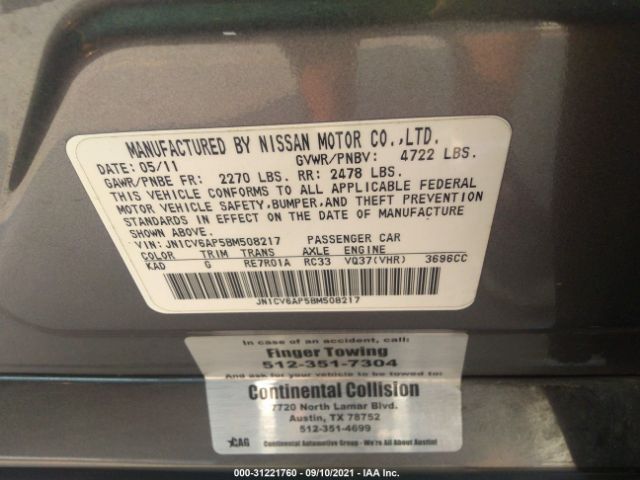 MANUFACTURED BY NISSAN MOTOR CO.,LTD.
DATE: 05/11 GVWR/PNBV: 4722 LBS.
GAWR/PNBE FR: 2270 LBS. RR: 2478 LBS.
THIS VEHICLE CONFORMS TO ALL APPLICABLE FEDERAL
MOTOR VEHICLE SAFETY,BUMPER,AND THEFT PREVENTION
STANDARDS IN EFFECT ON THE DATE OF MANUFACTURE
SHOWN ABOVE.
VIN: JN1CV6AP5BM508217 PASSENGER CAR
COLOR TRIM TRANS AXLE ENGINE
KAD G RE7R01A RC33 VQ37(VHR) 3696CC
JN1CV6AP5BM508217
In case of an accident, call:
Finger Towing
512-351-7304
And ask for your vehicle to be towed to:
Continental Collision
7720 North Lamar Blvd.
Austin, TX 78752
512-351-4699
CAG Continental Automotive Group - We're All About Austin!
000-31221760 - 09/10/2021 - IAA Inc.